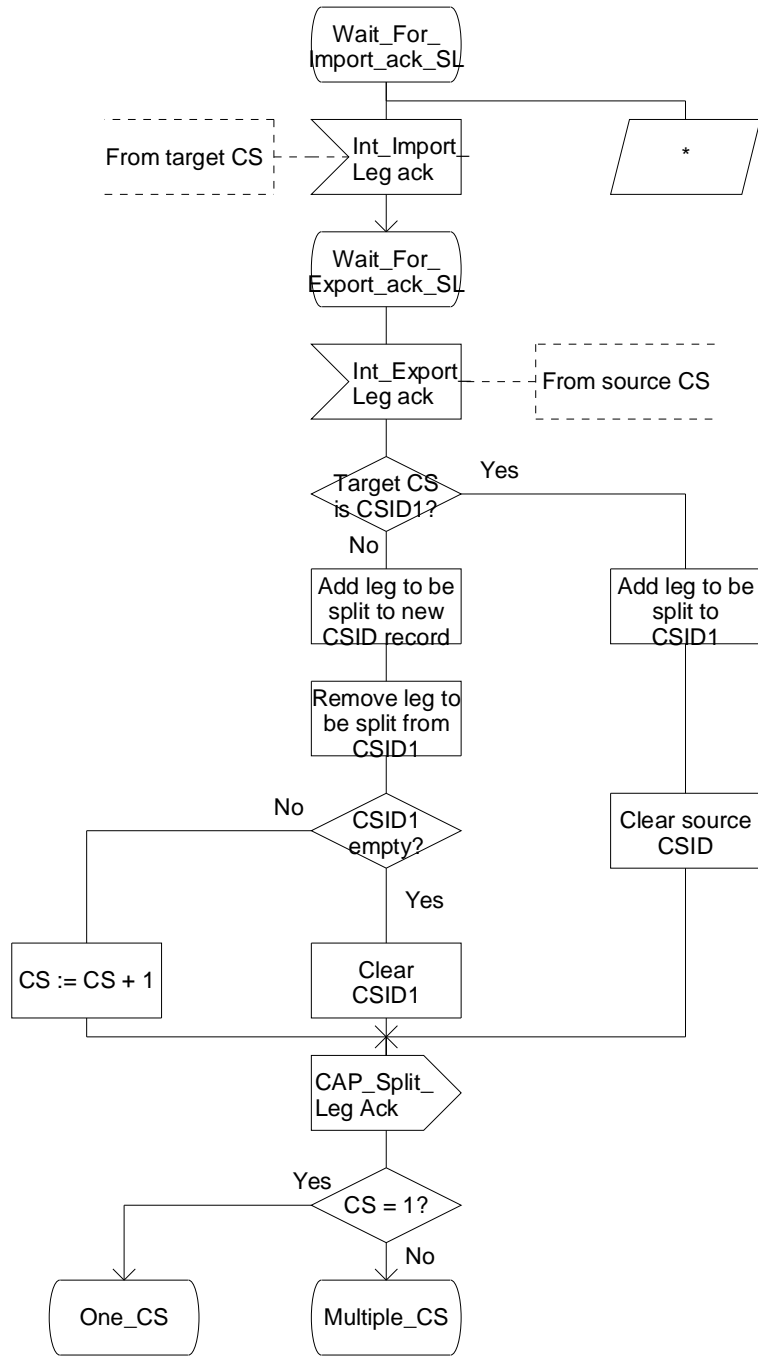 Wait_For_
Import_ack_SL
From target CS
Int_Import_
Leg ack
*
Wait_For_
Export_ack_SL
Int_Export_
Leg ack
From source CS
Target CS
is CSID1?
Yes
No
Add leg to be
split to new
CSID record
Add leg to be
split to
CSID1
Remove leg to
be split from
CSID1
No
CSID1
empty?
Clear source
CSID
Yes
CS := CS + 1
Clear
CSID1
CAP_Split_
Leg Ack
Yes
CS = 1?
No
One_CS
Multiple_CS